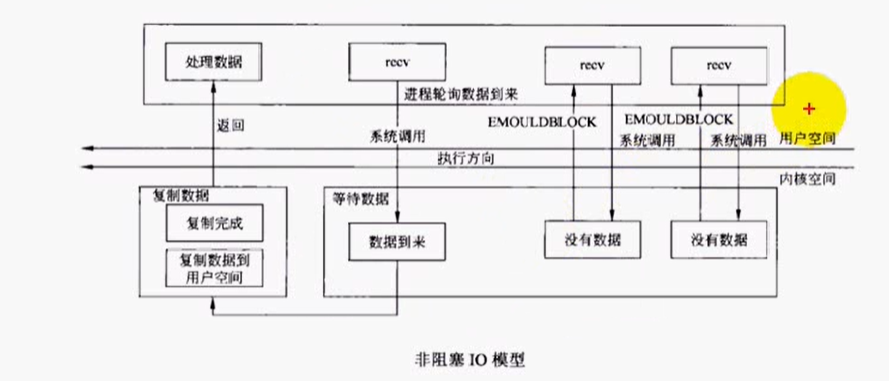 处理数据
recv
recv
recv
进程轮询数据到来
返回
系统调用
EMOULDBLOCK
系统调用
EMOULDBLOCK
系统调用
用户空间
执行方向
内核空间
复制数据
等待数据
复制完成
数据到来
没有数据
没有数据
复制数据到
用户空间
非阻塞 IO 模型